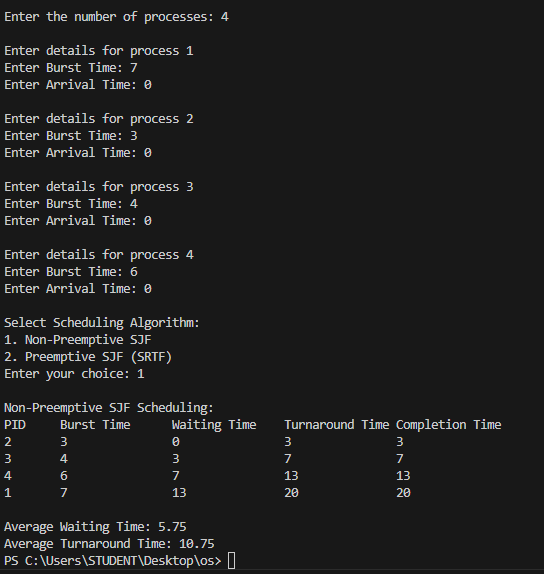 Enter the number of processes: 4
Enter details for process 1
Enter Burst Time: 7
Enter Arrival Time: 0
Enter details for process 2
Enter Burst Time: 3
Enter Arrival Time: 0
Enter details for process 3
Enter Burst Time: 4
Enter Arrival Time: 0
Enter details for process 4
Enter Burst Time: 6
Enter Arrival Time: 0
Select Scheduling Algorithm:
1. Non-Preemptive SJF
2. Preemptive SJF (SRTF)
Enter your choice: 1
Non-Preemptive SJF Scheduling:
PID Burst Time Waiting Time Turnaround Time Completion Time
2 3 0 3 3
3 4 3 7 7
4 6 7 13 13
1 7 13 20 20
Average Waiting Time: 5.75
Average Turnaround Time: 10.75
PS C:\Users\STUDENT\Desktop\os>